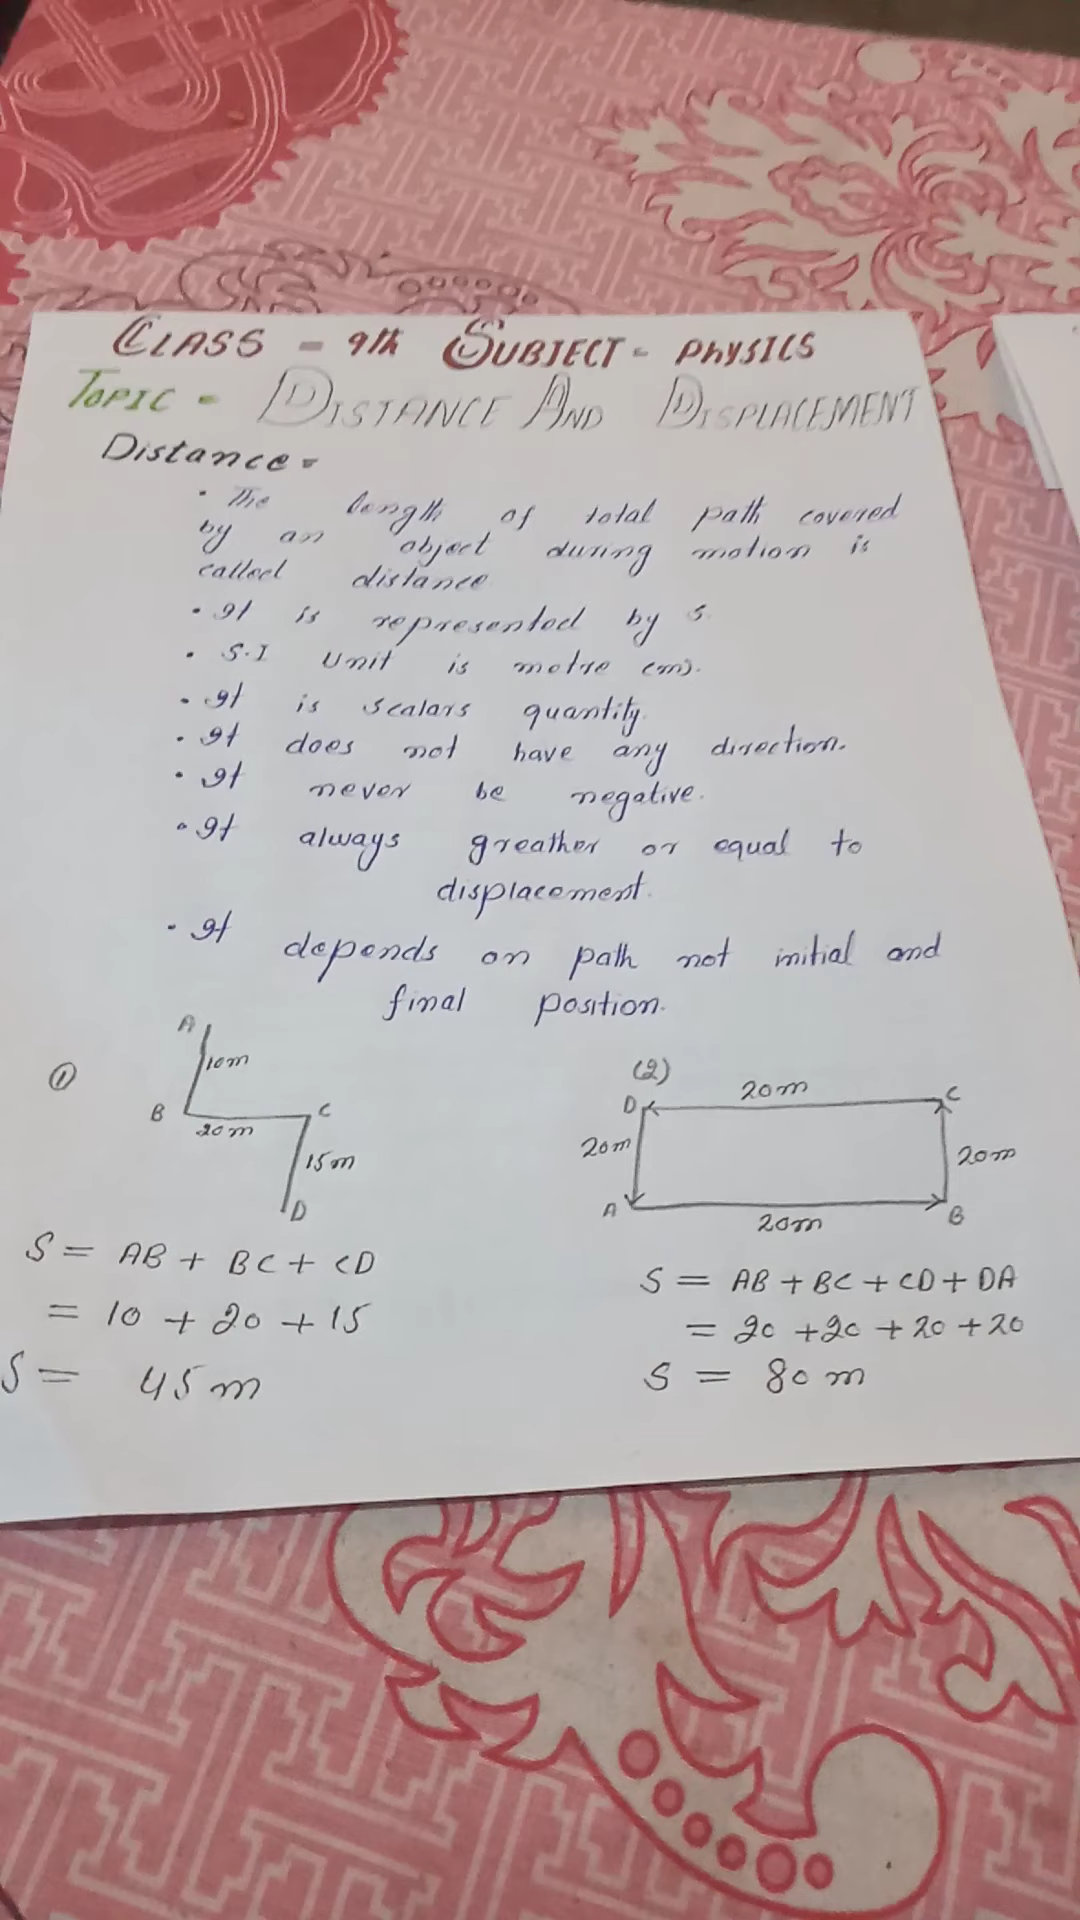 CLASS - 9th SUBJECT - PHYSICS
TOPIC - DISTANCE AND DISPLACEMENT
Distance -
• The length of total path covered
by an object during motion is
called distance
• It is represented by s.
• S.I Unit is metre (m).
• It is scalars quantity.
• It does not have any direction.
• It never be negative.
• It always greather or equal to
displacement.
• It depends on path not initial and
final position.
①
A
10m
B
20m
C
15m
D
S = AB + BC + CD
= 10 + 20 + 15
S = 45 m
(2)
20m
D
C
20m
20m
A
20m
B
S = AB + BC + CD + DA
= 20 + 20 + 20 + 20
S = 80 m